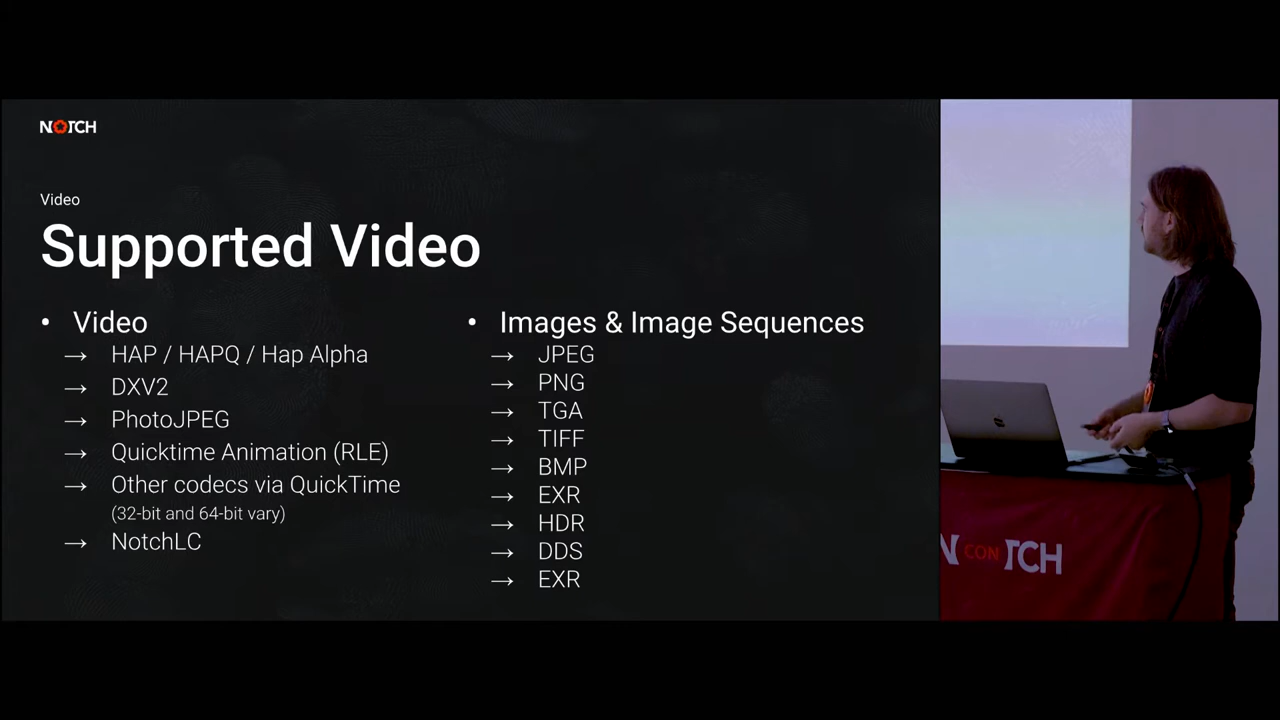 NOTCH
Video
Supported Video
• Video
→ HAP / HAPQ / Hap Alpha
→ DXV2
→ PhotoJPEG
→ Quicktime Animation (RLE)
→ Other codecs via QuickTime
(32-bit and 64-bit vary)
→ NotchLC
• Images & Image Sequences
→ JPEG
→ PNG
→ TGA
→ TIFF
→ BMP
→ EXR
→ HDR
→ DDS
→ EXR
N CON TCH